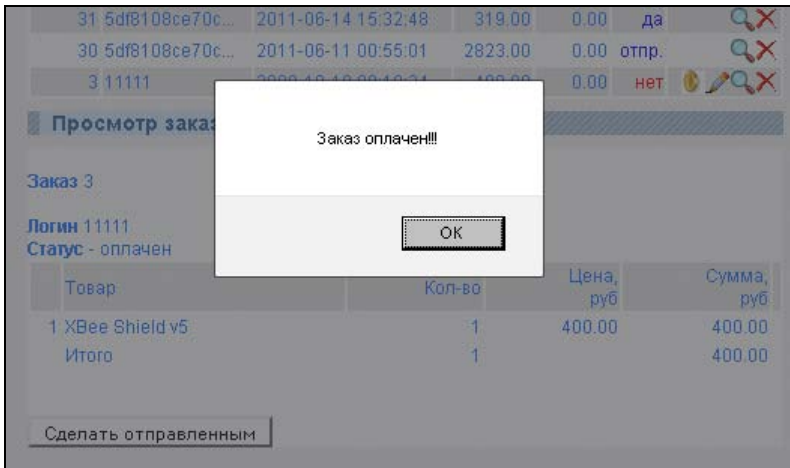 31 5df8108ce70c... 2011-06-14 15:32:48 319.00 0.00 да
30 5df8108ce70c... 2011-06-11 00:55:01 2823.00 0.00 отпр.
3 11111 0.00 нет
Просмотр
Заказ оплачен!!!
Заказ 3
Логин 11111
Статус - оплачен
OK
Товар Кол-во Цена, руб Сумма, руб
1 XBee Shield v5 1 400.00 400.00
Итого 1 400.00
Сделать отправленным